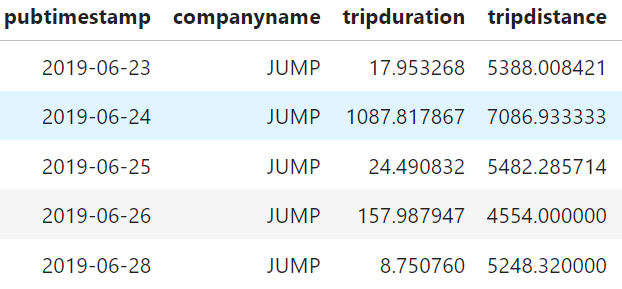 pubtimestamp companyname tripduration tripdistance
2019-06-23 JUMP 17.953268 5388.008421
2019-06-24 JUMP 1087.817867 7086.933333
2019-06-25 JUMP 24.490832 5482.285714
2019-06-26 JUMP 157.987947 4554.000000
2019-06-28 JUMP 8.750760 5248.320000